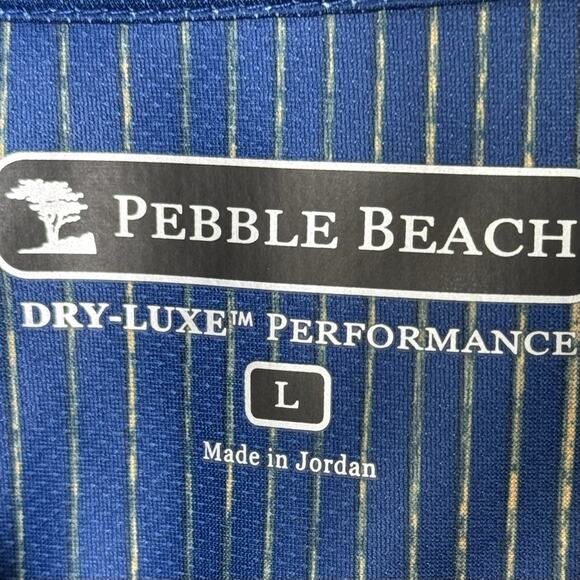 PEBBLE BEACH
DRY-LUXE™ PERFORMANCE
L
Made in Jordan